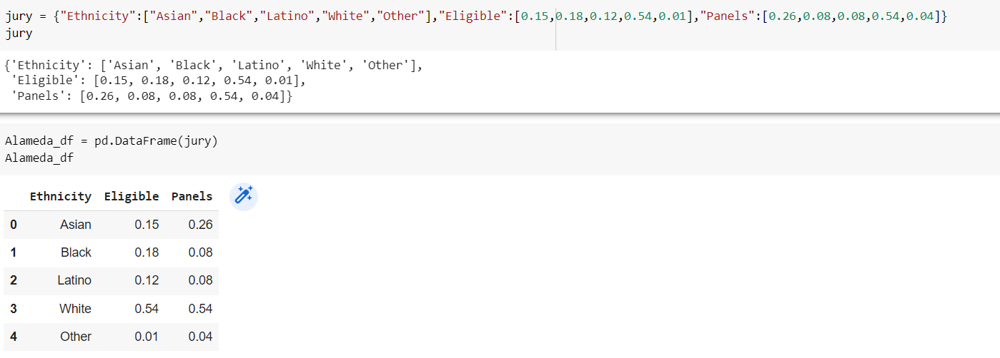 jury = {"Ethnicity":["Asian","Black","Latino","White","Other"],"Eligible":[0.15,0.18,0.12,0.54,0.01],"Panels":[0.26,0.08,0.08,0.54,0.04]}
jury
{'Ethnicity': ['Asian', 'Black', 'Latino', 'White', 'Other'],
 'Eligible': [0.15, 0.18, 0.12, 0.54, 0.01],
 'Panels': [0.26, 0.08, 0.08, 0.54, 0.04]}
Alameda_df = pd.DataFrame(jury)
Alameda_df
Ethnicity Eligible Panels
0 Asian 0.15 0.26
1 Black 0.18 0.08
2 Latino 0.12 0.08
3 White 0.54 0.54
4 Other 0.01 0.04